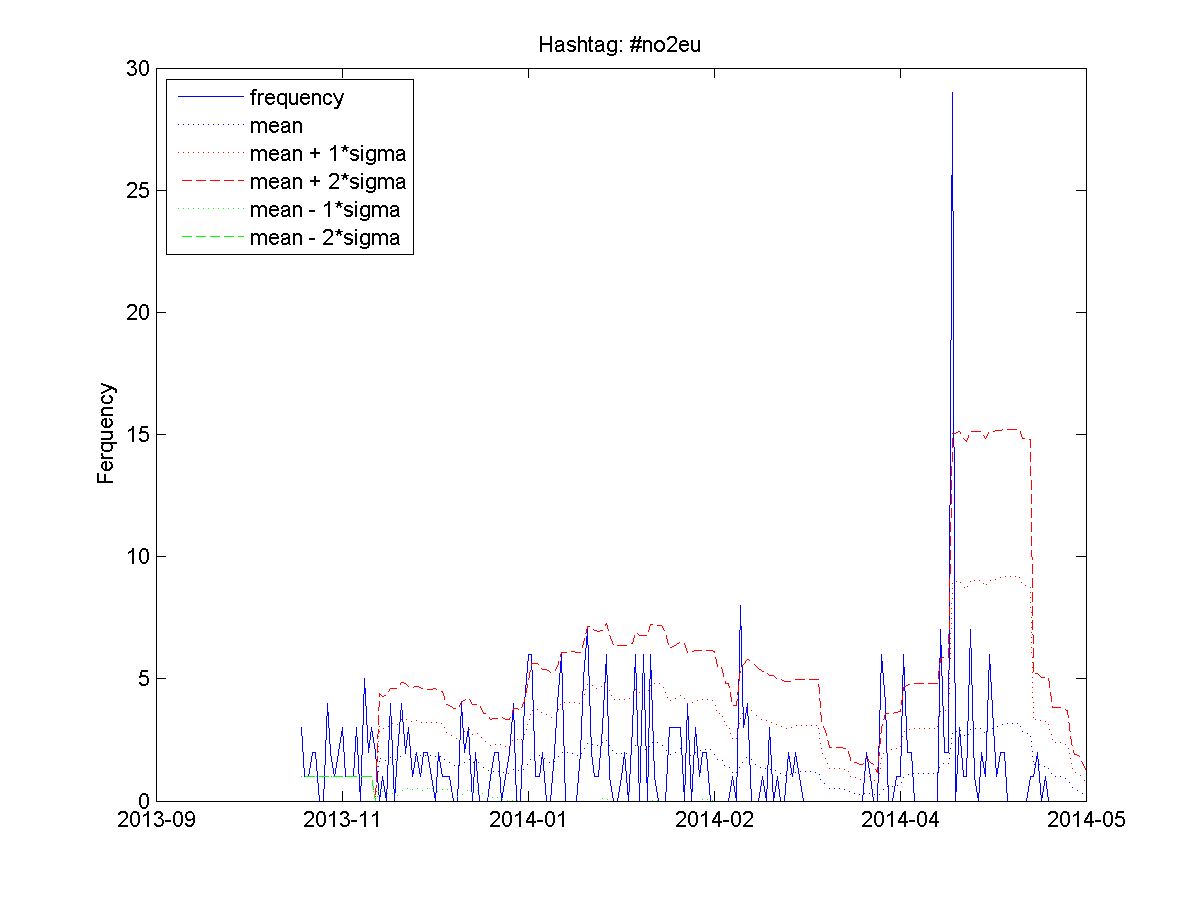 Hashtag: #no2eu
30
25
20
15
10
5
0
Ferquency
frequency
mean
mean + 1*sigma
mean + 2*sigma
mean - 1*sigma
mean - 2*sigma
2013-09 2013-11 2014-01 2014-02 2014-04 2014-05